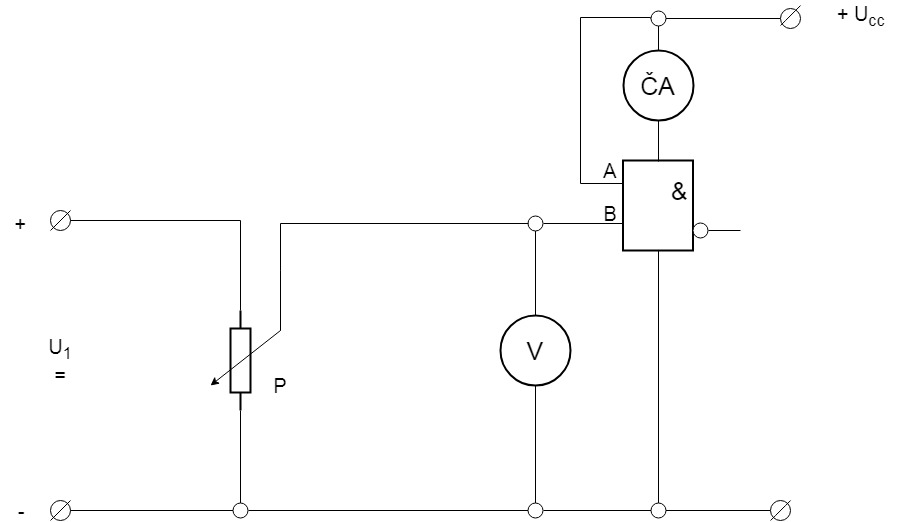 + Ucc
ČA
A
&
B
+
U1
=
V
P
-